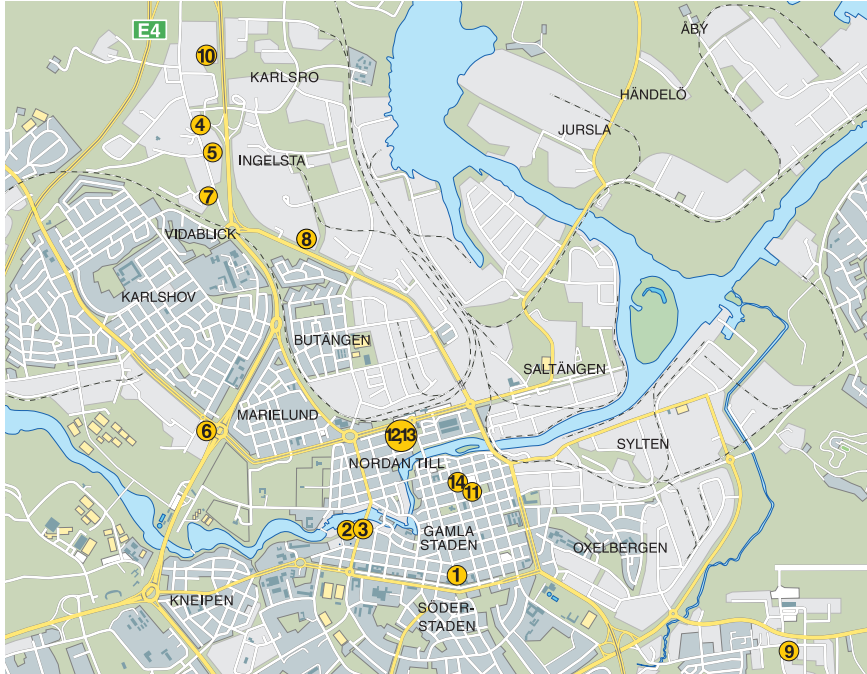 ÅBY
E4
10
KARLSRO
HÄNDELÖ
4
JURSLA
5
INGELSTA
7
VIDABLICK
8
KARLSHOV
BUTÄNGEN
SALTÄNGEN
MARIELUND
6
12,13
SYLTEN
NORDAN TILL
14
11
2
3
GAMLA
STADEN
OXELBERGEN
1
KNEIPEN
SÖDER-
STADEN
9